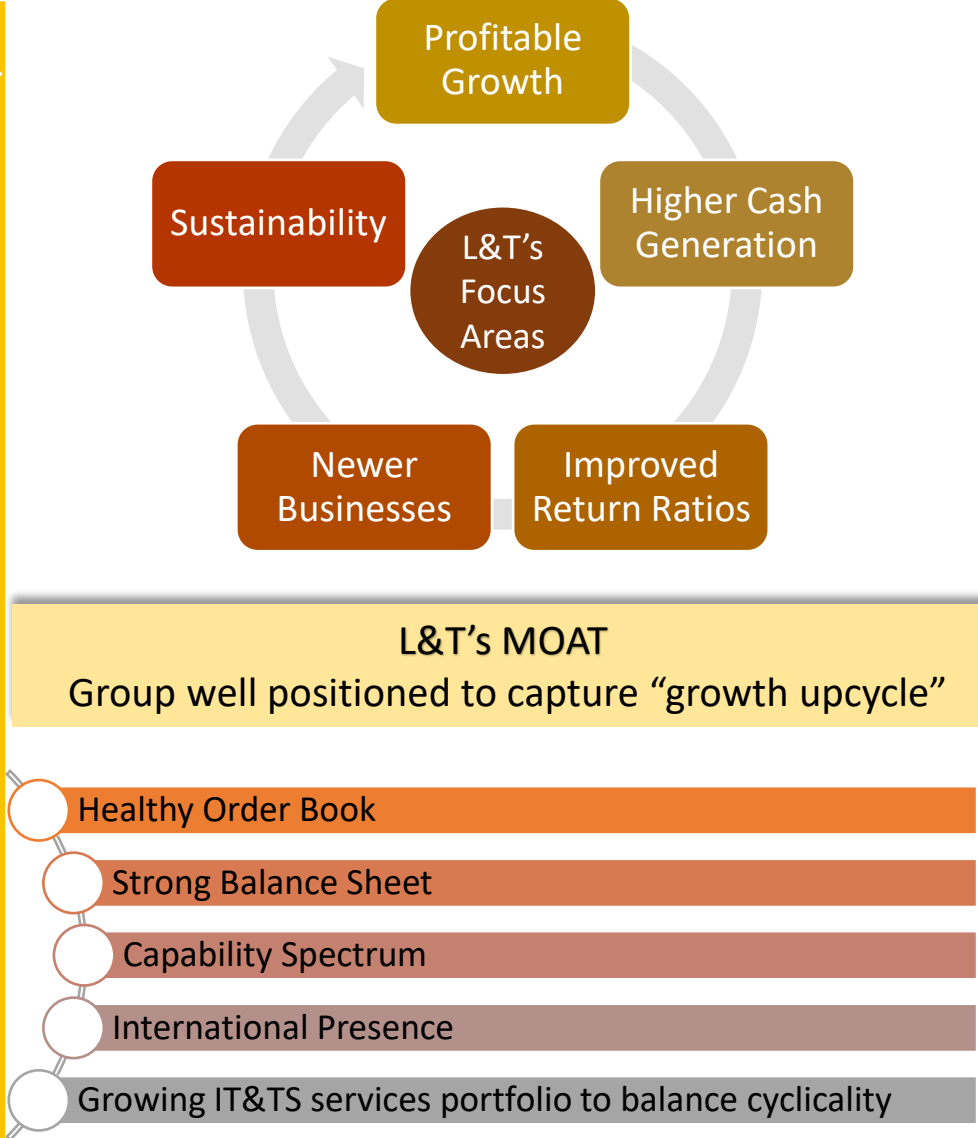 Profitable
Growth
Higher Cash
Generation
Sustainability
L&T’s
Focus
Areas
Newer
Businesses
Improved
Return Ratios
L&T’s MOAT
Group well positioned to capture “growth upcycle”
Healthy Order Book
Strong Balance Sheet
Capability Spectrum
International Presence
Growing IT&TS services portfolio to balance cyclicality